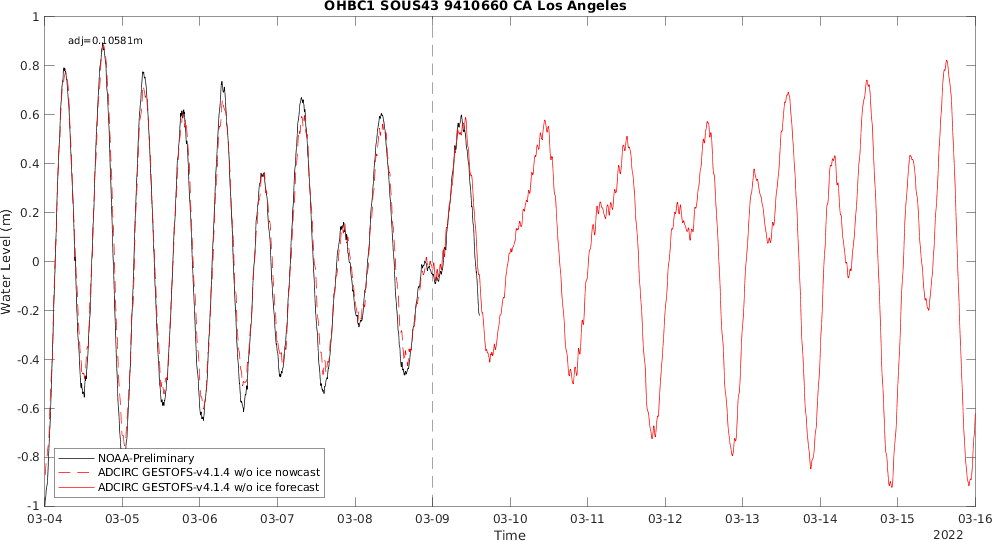 OHBC1 SOUS43 9410660 CA Los Angeles
adj=0.10581m
1
0.8
0.6
0.4
0.2
0
-0.2
-0.4
-0.6
-0.8
-1
Water Level (m)
NOAA-Preliminary
ADCIRC GESTOFS-v4.1.4 w/o ice nowcast
ADCIRC GESTOFS-v4.1.4 w/o ice forecast
03-04 03-05 03-06 03-07 03-08 03-09 03-10 03-11 03-12 03-13 03-14 03-15 03-16
Time
2022